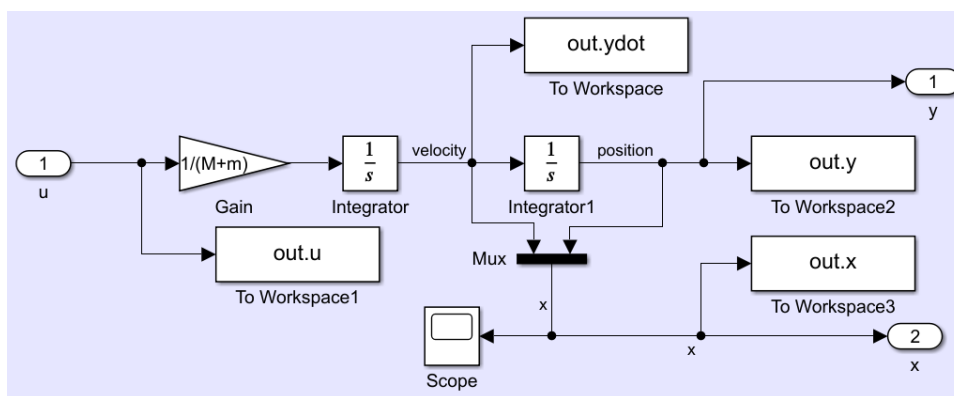 out.ydot
To Workspace
1
y
1
u
1/(M+m)
Gain
1
s
Integrator
velocity
1
s
Integrator1
position
out.y
To Workspace2
out.u
To Workspace1
Mux
x
out.x
To Workspace3
Scope
x
2
x